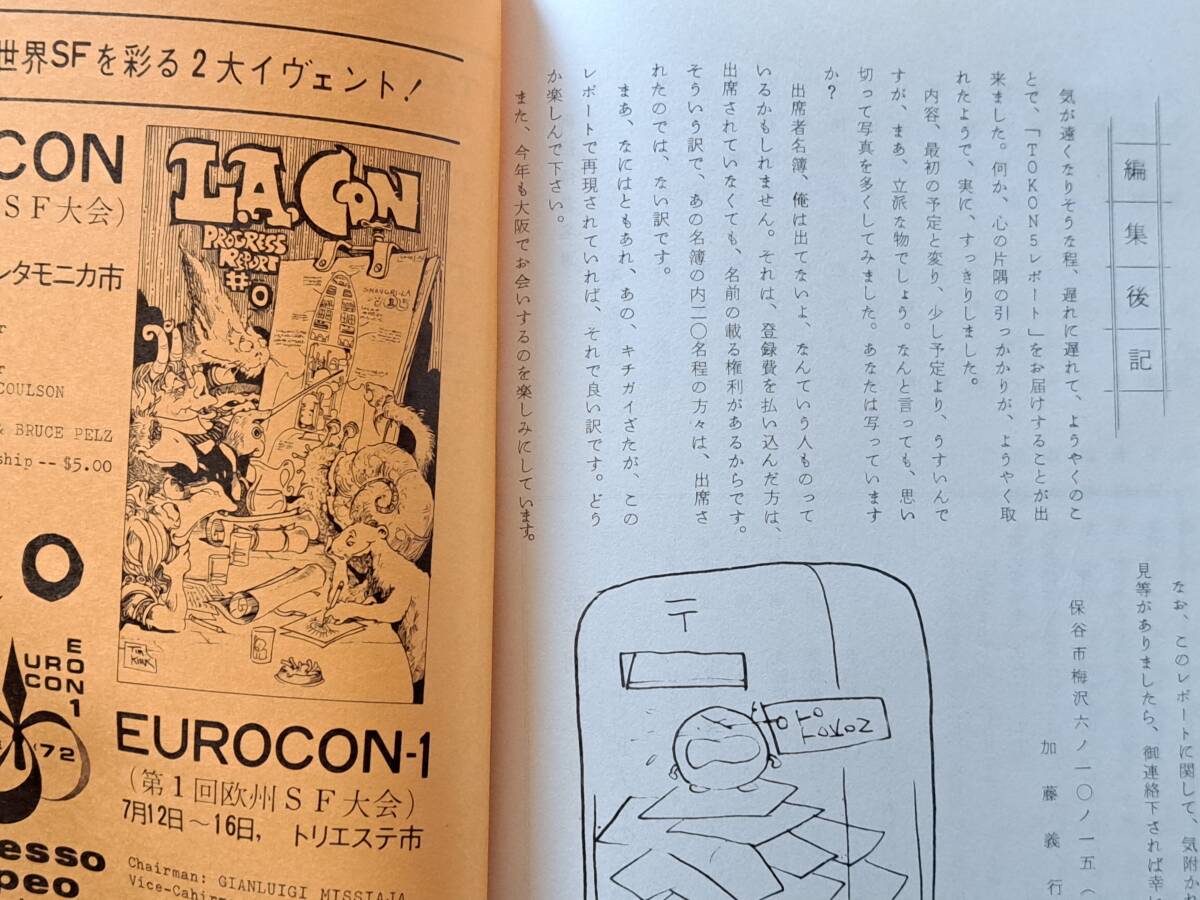 世界SFを彩る2大イヴェント!
CON
SF大会)
ンタモニカ市
COULSON
& BRUCE PELZ
ship -- $5.00
L.A.CON
PROGRESS
REPORT
#0
SHANGRI-LA
TIM KIRK
O
EURO
CON
1
'72
EUROCON-1
(第1回欧州SF大会)
7月12日〜16日, トリエステ市
Chairman: GIANLUIGI MISSIAJA
esso
peo
編集後記
気が遠くなりそうな程、遅れに遅れて、ようやくのこ
とで、「TOKON5レポート」をお届けすることが出
来ました。何か、心の片隅の引っかかりが、ようやく取
れたようで、実に、すっきりしました。
内容、最初の予定と変り、少し予定より、うすいんで
すが、まあ、立派な物でしょう。なんと言っても、思い
切って写真を多くしてみました。あなたは写っています
か?
出席者名簿、俺は出てないよ、なんていう人ものって
いるかもしれません。それは、登録費を払い込んだ方は、
出席されていなくても、名前の載る権利があるからです。
そういう訳で、あの名簿の内二〇名程の方々は、出席さ
れたのでは、ない訳です。
まあ、なにはともあれ、あの、キチガイざたが、この
レポートで再現されていれば、それで良い訳です。どう
か楽しんで下さい。
また、今年も大阪でお会いするのを楽しみにしています。
なお、このレポートに関して、気附か
見等がありましたら、御連絡下されば幸
保谷市梅沢六ノ一〇ノ一五(
加藤義行
〒